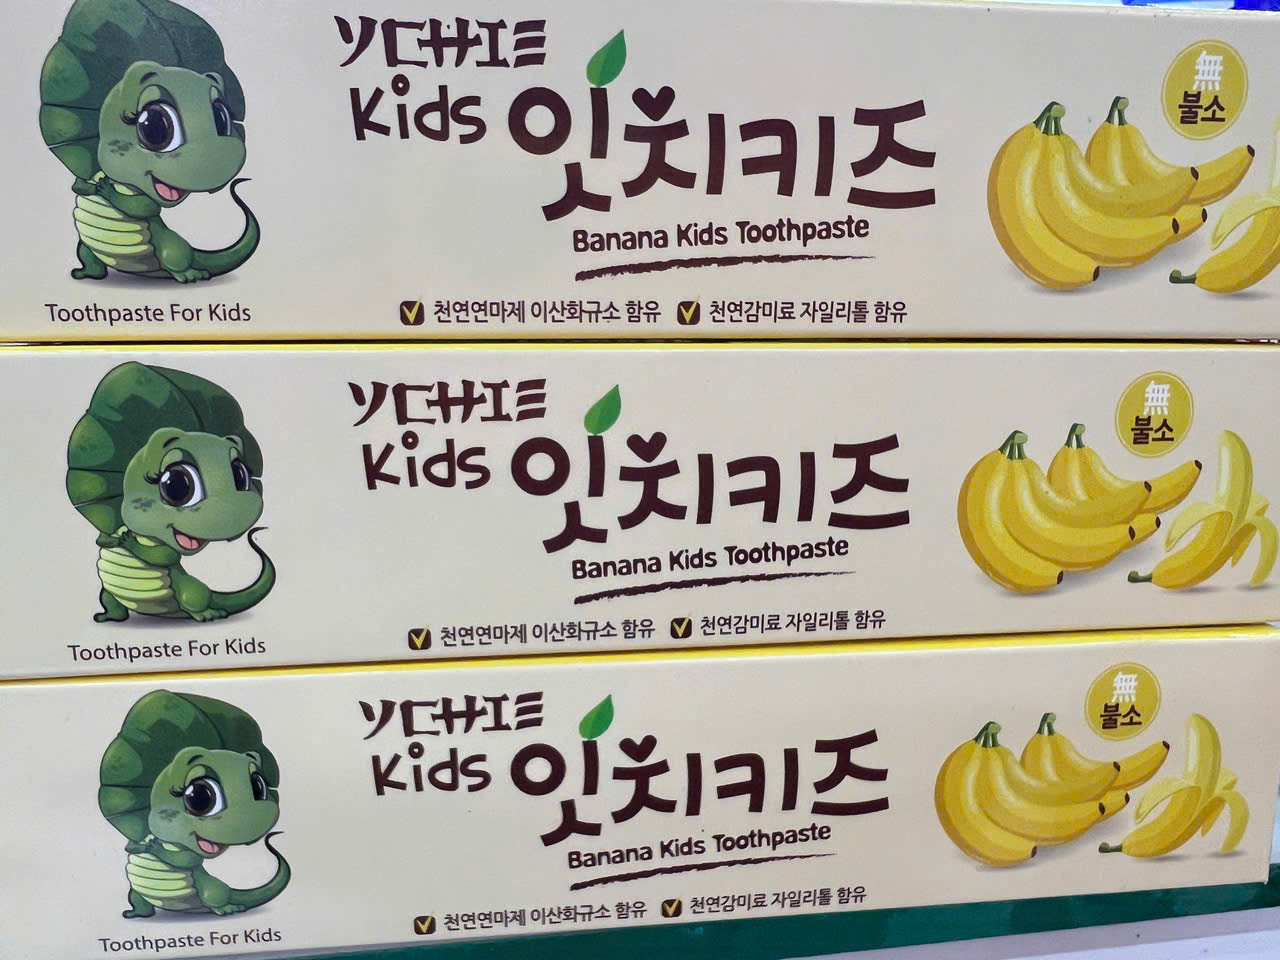 YCHIE
Kids 잇치키즈
Banana Kids Toothpaste
無
불소
Toothpaste For Kids
천연연마제 이산화규소 함유 천연감미료 자일리톨 함유
YCHIE
Kids 잇치키즈
Banana Kids Toothpaste
無
불소
Toothpaste For Kids
천연연마제 이산화규소 함유 천연감미료 자일리톨 함유
YCHIE
Kids 잇치키즈
Banana Kids Toothpaste
無
불소
Toothpaste For Kids
천연연마제 이산화규소 함유 천연감미료 자일리톨 함유